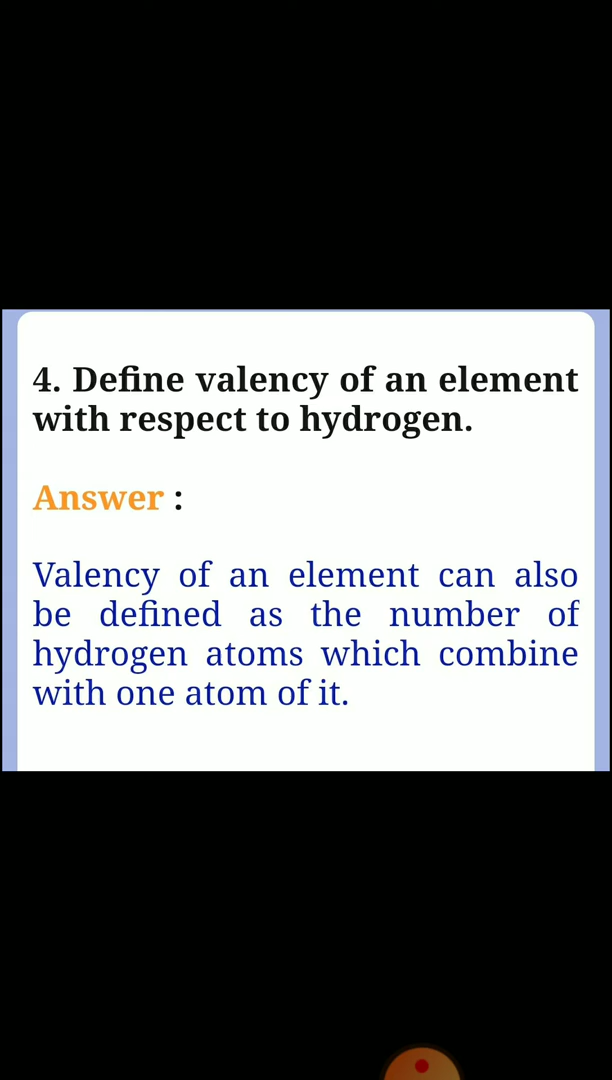 4. Define valency of an element
with respect to hydrogen.
Answer :
Valency of an element can also
be defined as the number of
hydrogen atoms which combine
with one atom of it.